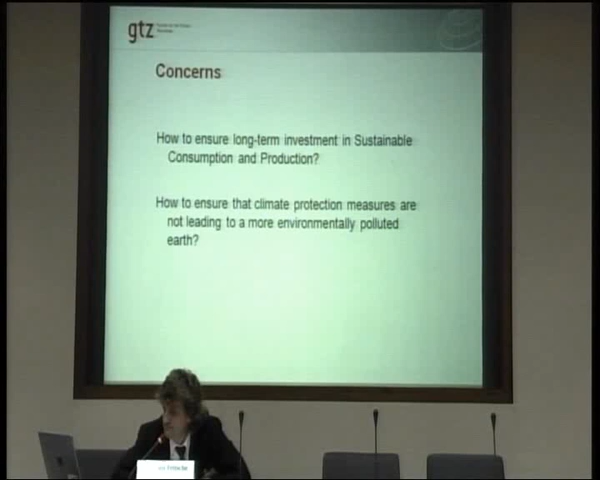 gtz
Concerns
How to ensure long-term investment in Sustainable
Consumption and Production?
How to ensure that climate protection measures are
not leading to a more environmentally polluted
earth?